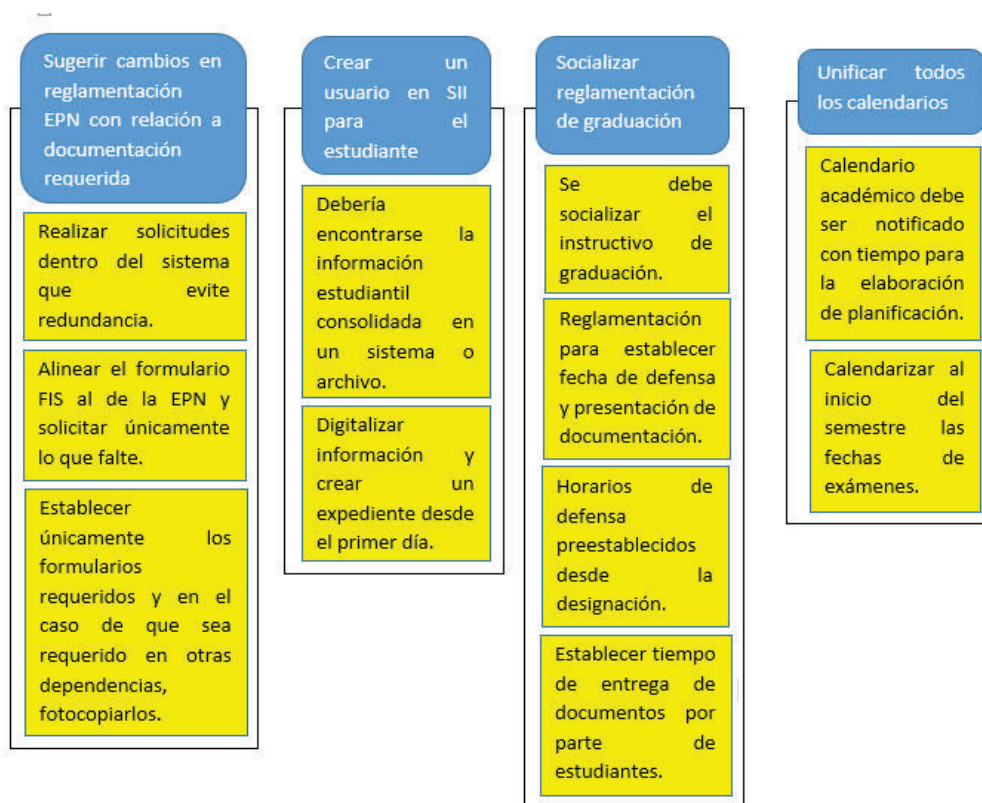 Sugerir cambios en
reglamentación
EPN con relación a
documentación
requerida
Realizar solicitudes
dentro del sistema
que evite
redundancia.
Alinear el formulario
FIS al de la EPN y
solicitar únicamente
lo que falte.
Establecer
únicamente los
formularios
requeridos y en el
caso de que sea
requerido en otras
dependencias,
fotocopiarlos.
Crear un
usuario en SII
para el
estudiante
Debería
encontrarse la
información
estudiantil
consolidada en
un sistema o
archivo.
Digitalizar
información y
crear un
expediente desde
el primer día.
Socializar
reglamentación
de graduación
Se debe
socializar el
instructivo de
graduación.
Reglamentación
para establecer
fecha de defensa
y presentación de
documentación.
Horarios de
defensa
preestablecidos
desde la
designación.
Establecer tiempo
de entrega de
documentos por
parte de
estudiantes.
Unificar todos
los calendarios
Calendario
académico debe
ser notificado
con tiempo para
la elaboración
de planificación.
Calendarizar al
inicio del
semestre las
fechas de
exámenes.